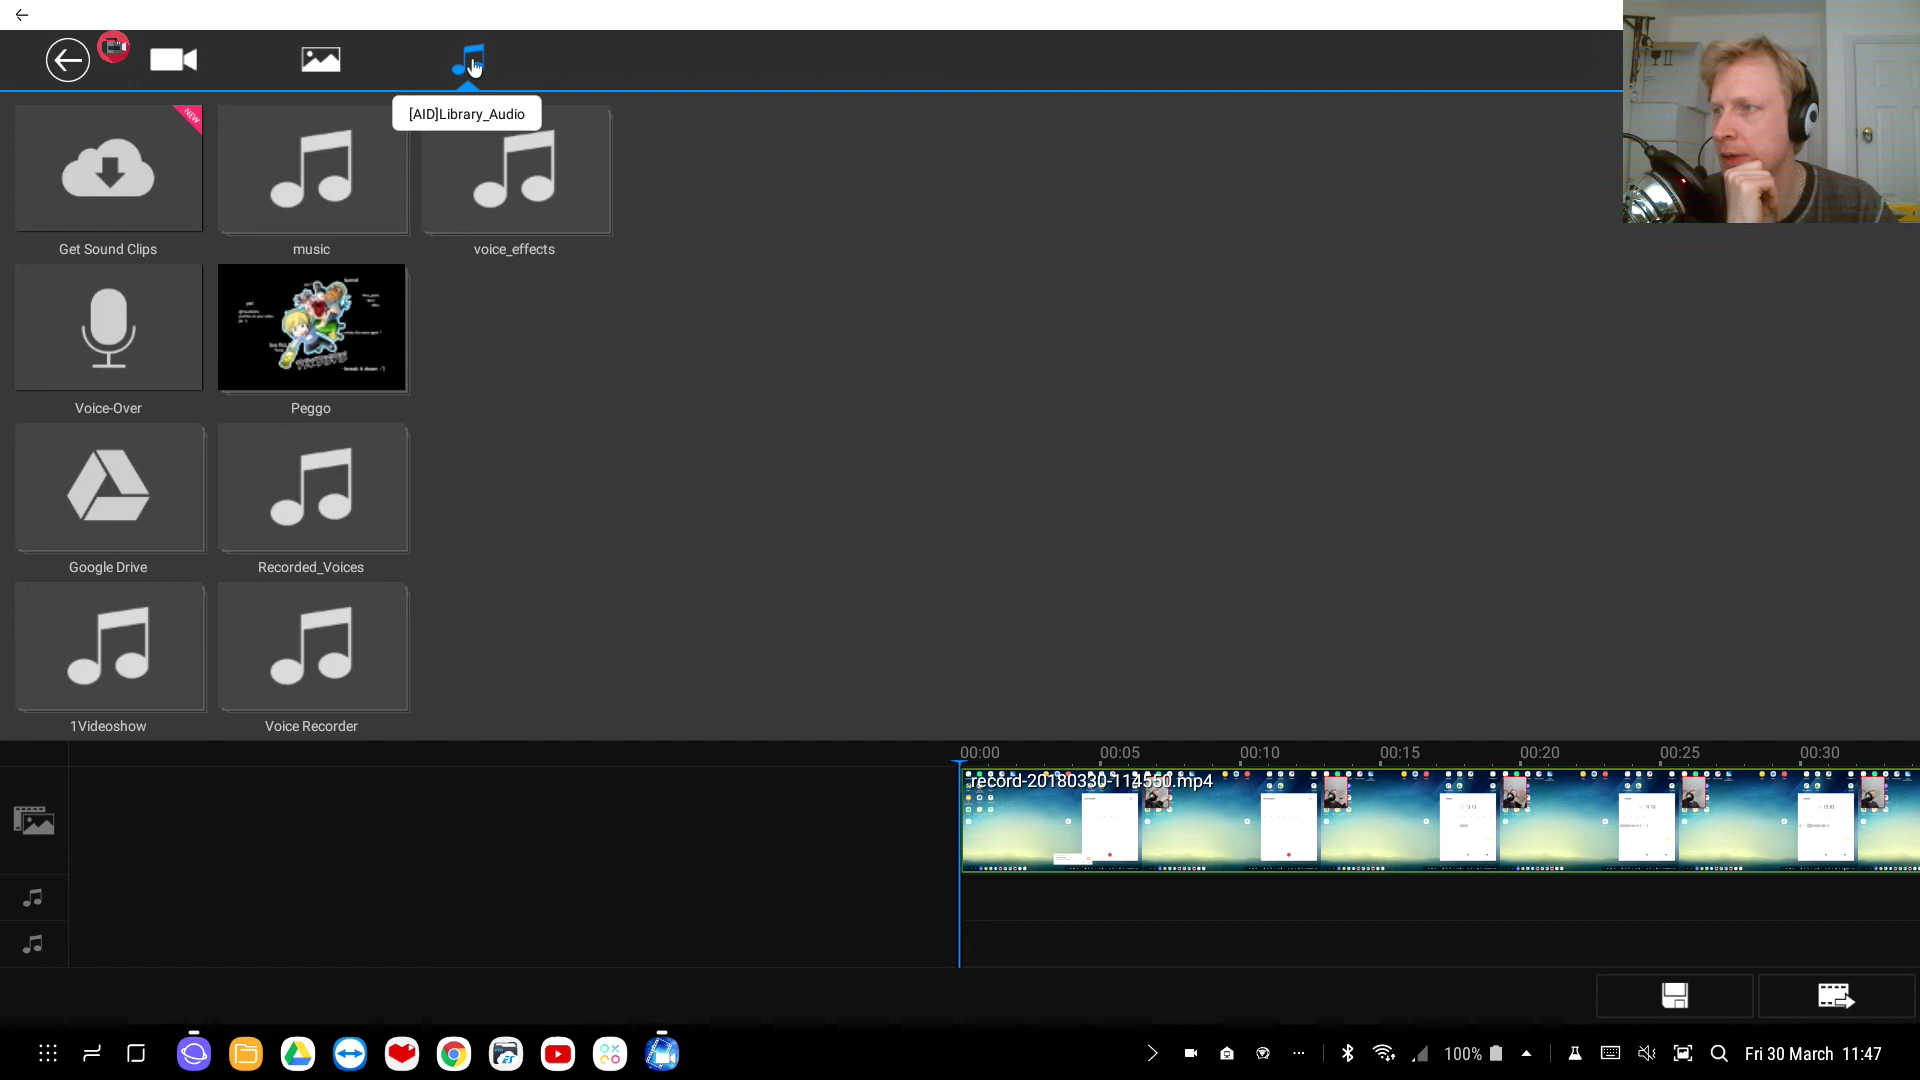 [AID]Library_Audio
NEW
Get Sound Clips
music
voice_effects
Voice-Over
Peggo
Google Drive
Recorded_Voices
1Videoshow
Voice Recorder
00:00 00:05 00:10 00:15 00:20 00:25 00:30
record-20180330-114550.mp4
100% Fri 30 March 11:47